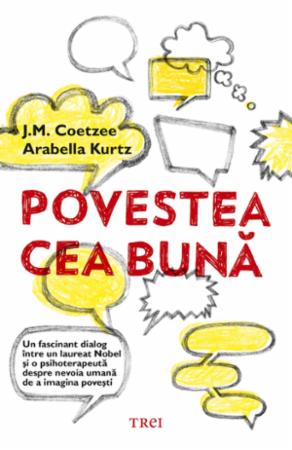 J.M. Coetzee
Arabella Kurtz
POVESTEA
CEA BUNĂ
Un fascinant dialog
între un laureat Nobel
și o psihoterapeută
despre nevoia umană
de a imagina povești
TREI